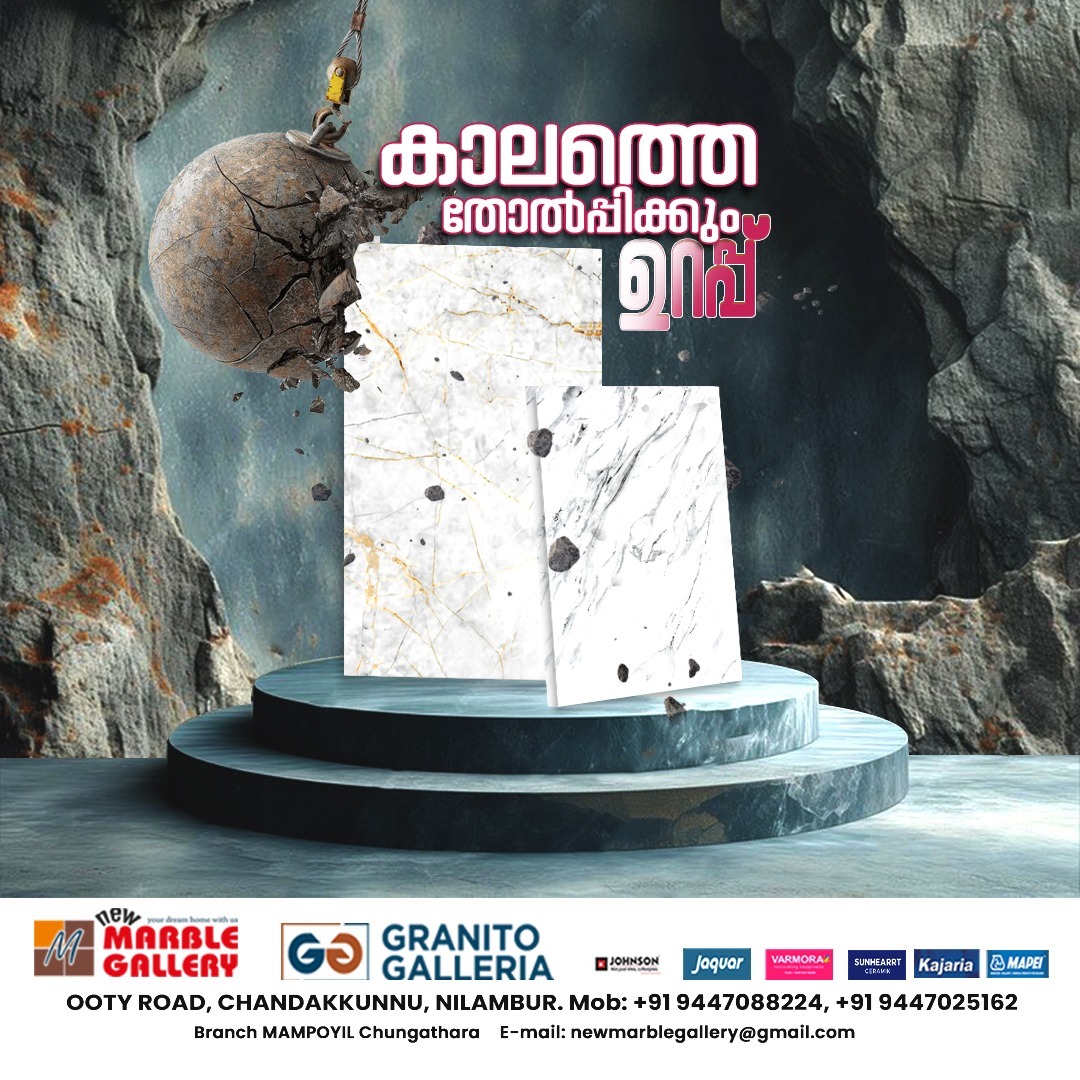 കാലത്തെ
തോൽപ്പിക്കും
ഉറപ്പ്
new
your dream home with us
MARBLE
GALLERY
GRANITO
GALLERIA
JOHNSON
Jaquar
VARMORA
SUNHEARRT
CERAMIK
Kajaria
MAPEI
OOTY ROAD, CHANDAKKUNNU, NILAMBUR. Mob: +91 9447088224, +91 9447025162
Branch MAMPOYIL Chungathara E-mail: newmarblegallery@gmail.com